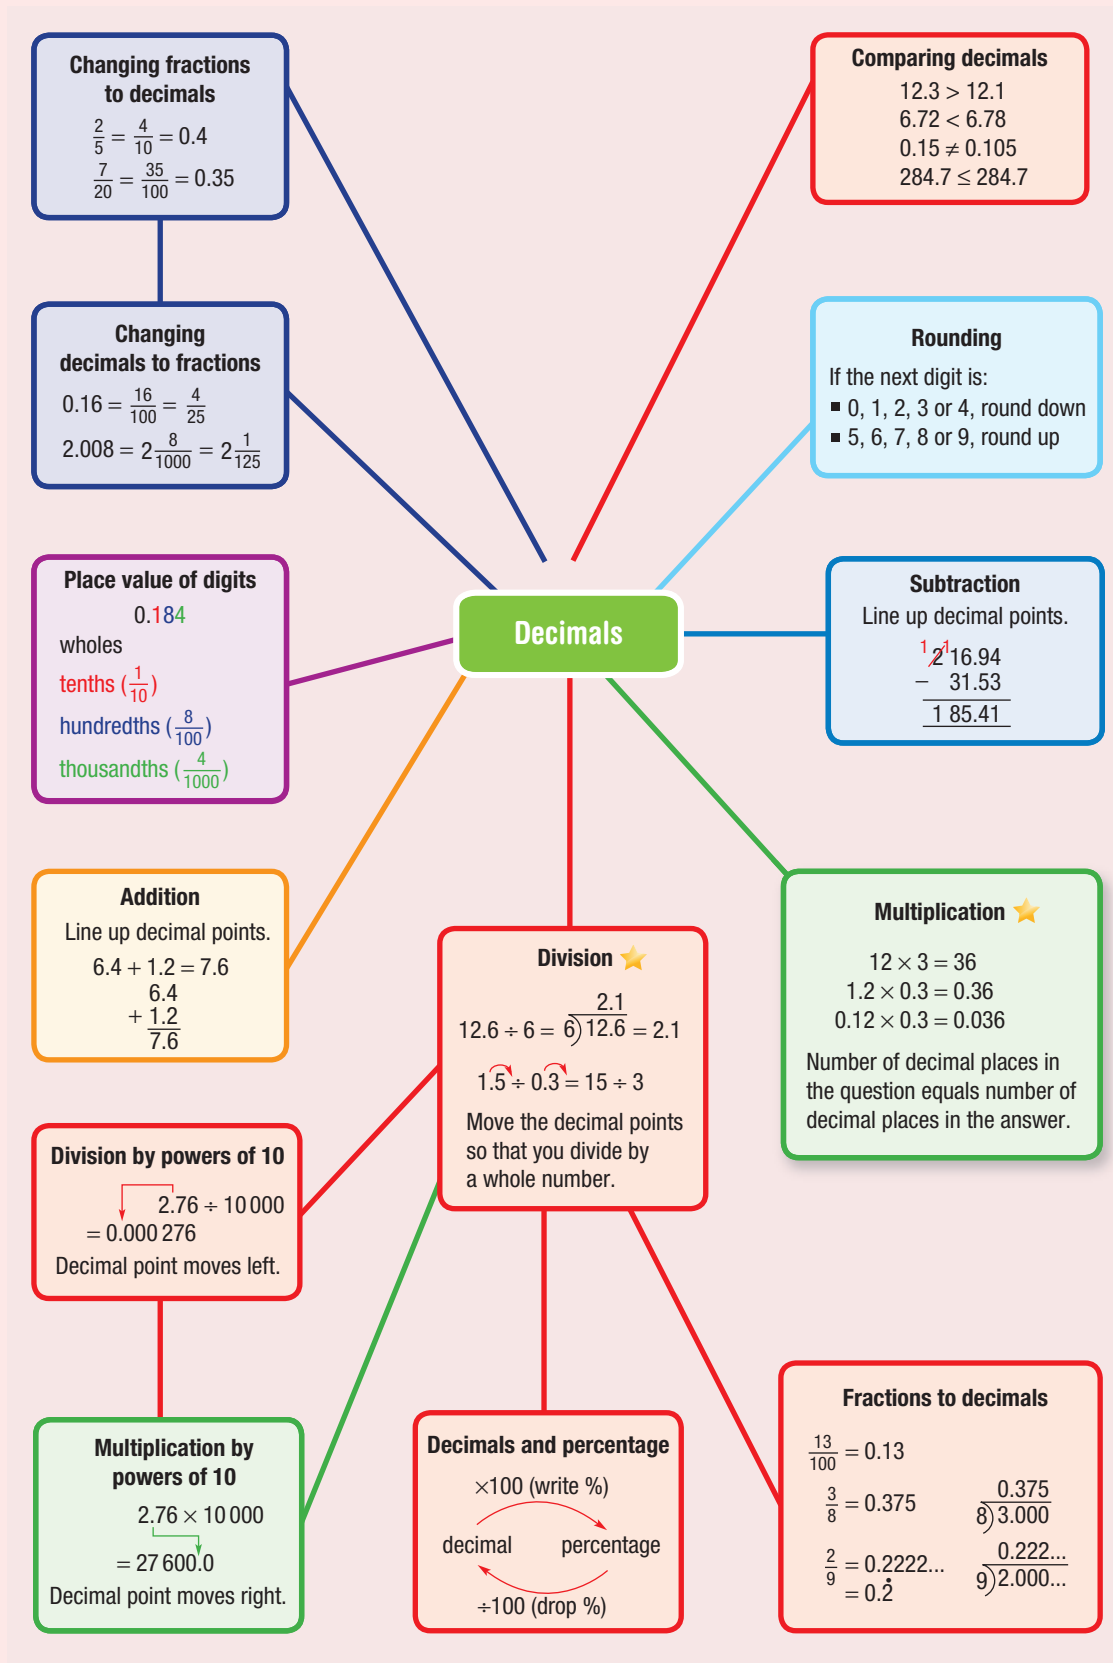 Changing fractions
to decimals
2/5 = 4/10 = 0.4
7/20 = 35/100 = 0.35
Comparing decimals
12.3 > 12.1
6.72 < 6.78
0.15 ≠ 0.105
284.7 ≤ 284.7
Changing
decimals to fractions
0.16 = 16/100 = 4/25
2.008 = 2 8/1000 = 2 1/125
Rounding
If the next digit is:
▪ 0, 1, 2, 3 or 4, round down
▪ 5, 6, 7, 8 or 9, round up
Place value of digits
0.184
wholes
tenths (1/10)
hundredths (8/100)
thousandths (4/1000)
Decimals
Subtraction
Line up decimal points.
1 2 1 16.94
− 31.53
1 85.41
Addition
Line up decimal points.
6.4 + 1.2 = 7.6
6.4
+ 1.2
7.6
Division
2.1
12.6 ÷ 6 = 6)12.6 = 2.1
1.5 ÷ 0.3 = 15 ÷ 3
Move the decimal points
so that you divide by
a whole number.
Multiplication
12 × 3 = 36
1.2 × 0.3 = 0.36
0.12 × 0.3 = 0.036
Number of decimal places in
the question equals number of
decimal places in the answer.
Division by powers of 10
2.76 ÷ 10 000
= 0.000 276
Decimal point moves left.
Multiplication by
powers of 10
2.76 × 10 000
= 27 600.0
Decimal point moves right.
Decimals and percentage
×100 (write %)
decimal percentage
÷100 (drop %)
Fractions to decimals
13/100 = 0.13
3/8 = 0.375
0.375
8)3.000
2/9 = 0.2222...
= 0.2̇
0.222...
9)2.000...